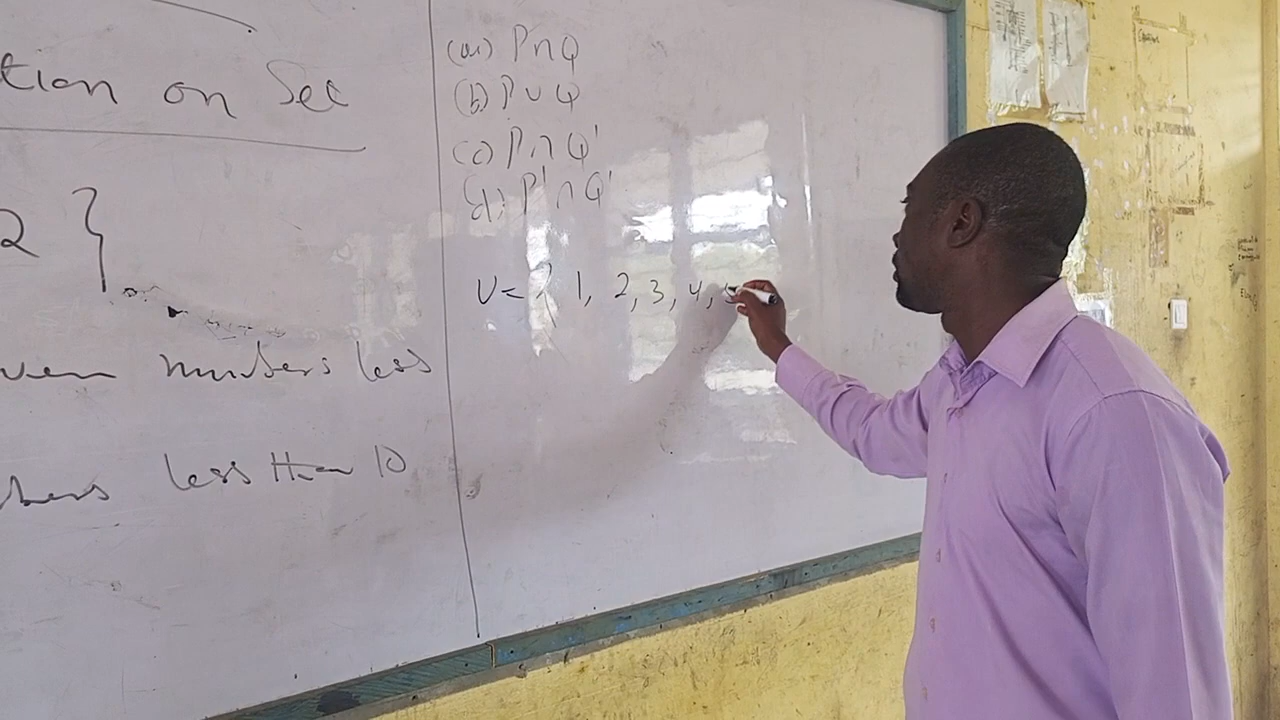 tion on Set
2 }
ven numbers less
bers less than 10
(a) P∩Q
(b) P∪Q
(c) P∩Q'
(d) P'∩Q'
U = { 1, 2, 3, 4,